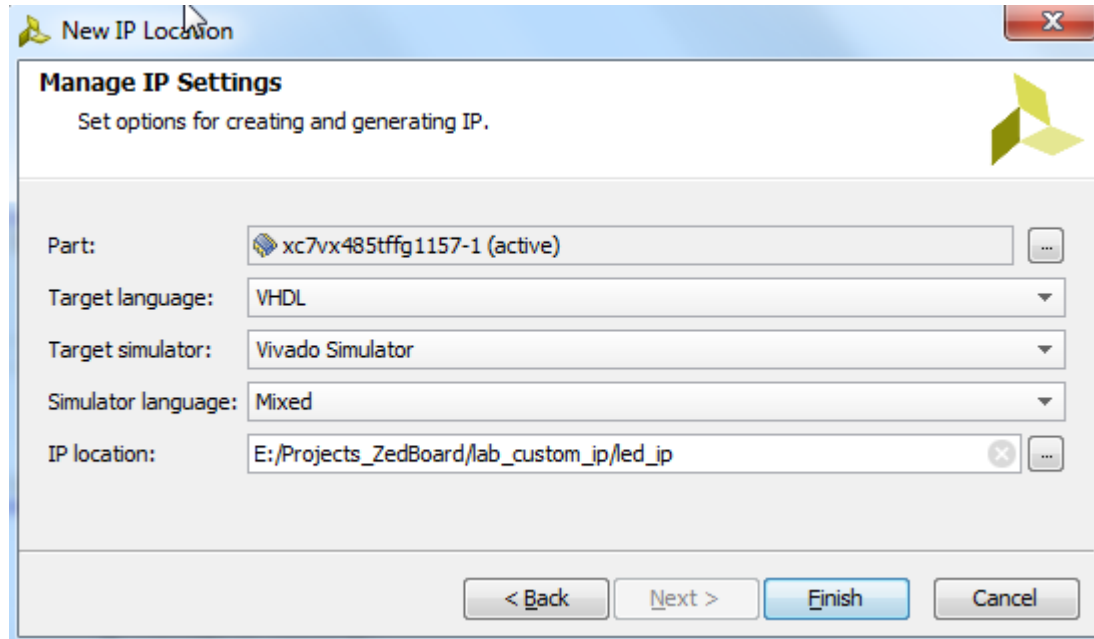 New IP Location
Manage IP Settings
Set options for creating and generating IP.
Part: xc7vx485tffg1157-1 (active) ...
Target language: VHDL
Target simulator: Vivado Simulator
Simulator language: Mixed
IP location: E:/Projects_ZedBoard/lab_custom_ip/led_ip ...
< Back Next > Finish Cancel